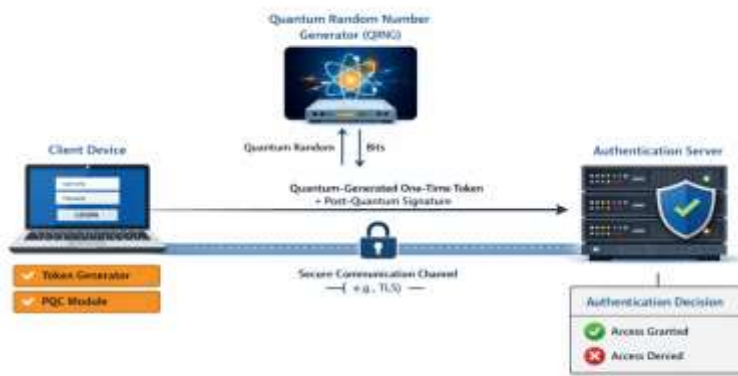 Quantum Random Number
Generator (QRNG)
Client Device
Quantum Random
Bits
Authentication Server
LOGIN
Quantum-Generated One-Time Token
+ Post-Quantum Signature
Token Generator
PQC Module
Secure Communication Channel
( e.g., TLS)
Authentication Decision
Access Granted
Access Denied